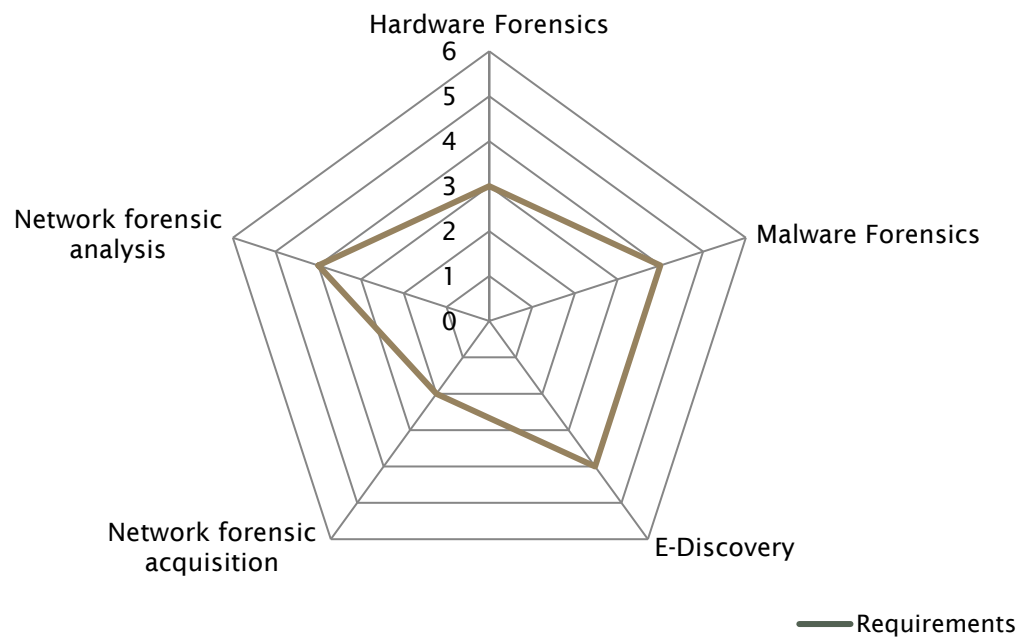 Hardware Forensics
6
5
4
3
2
1
0
Malware Forensics
E-Discovery
Network forensic
acquisition
Network forensic
analysis
Requirements